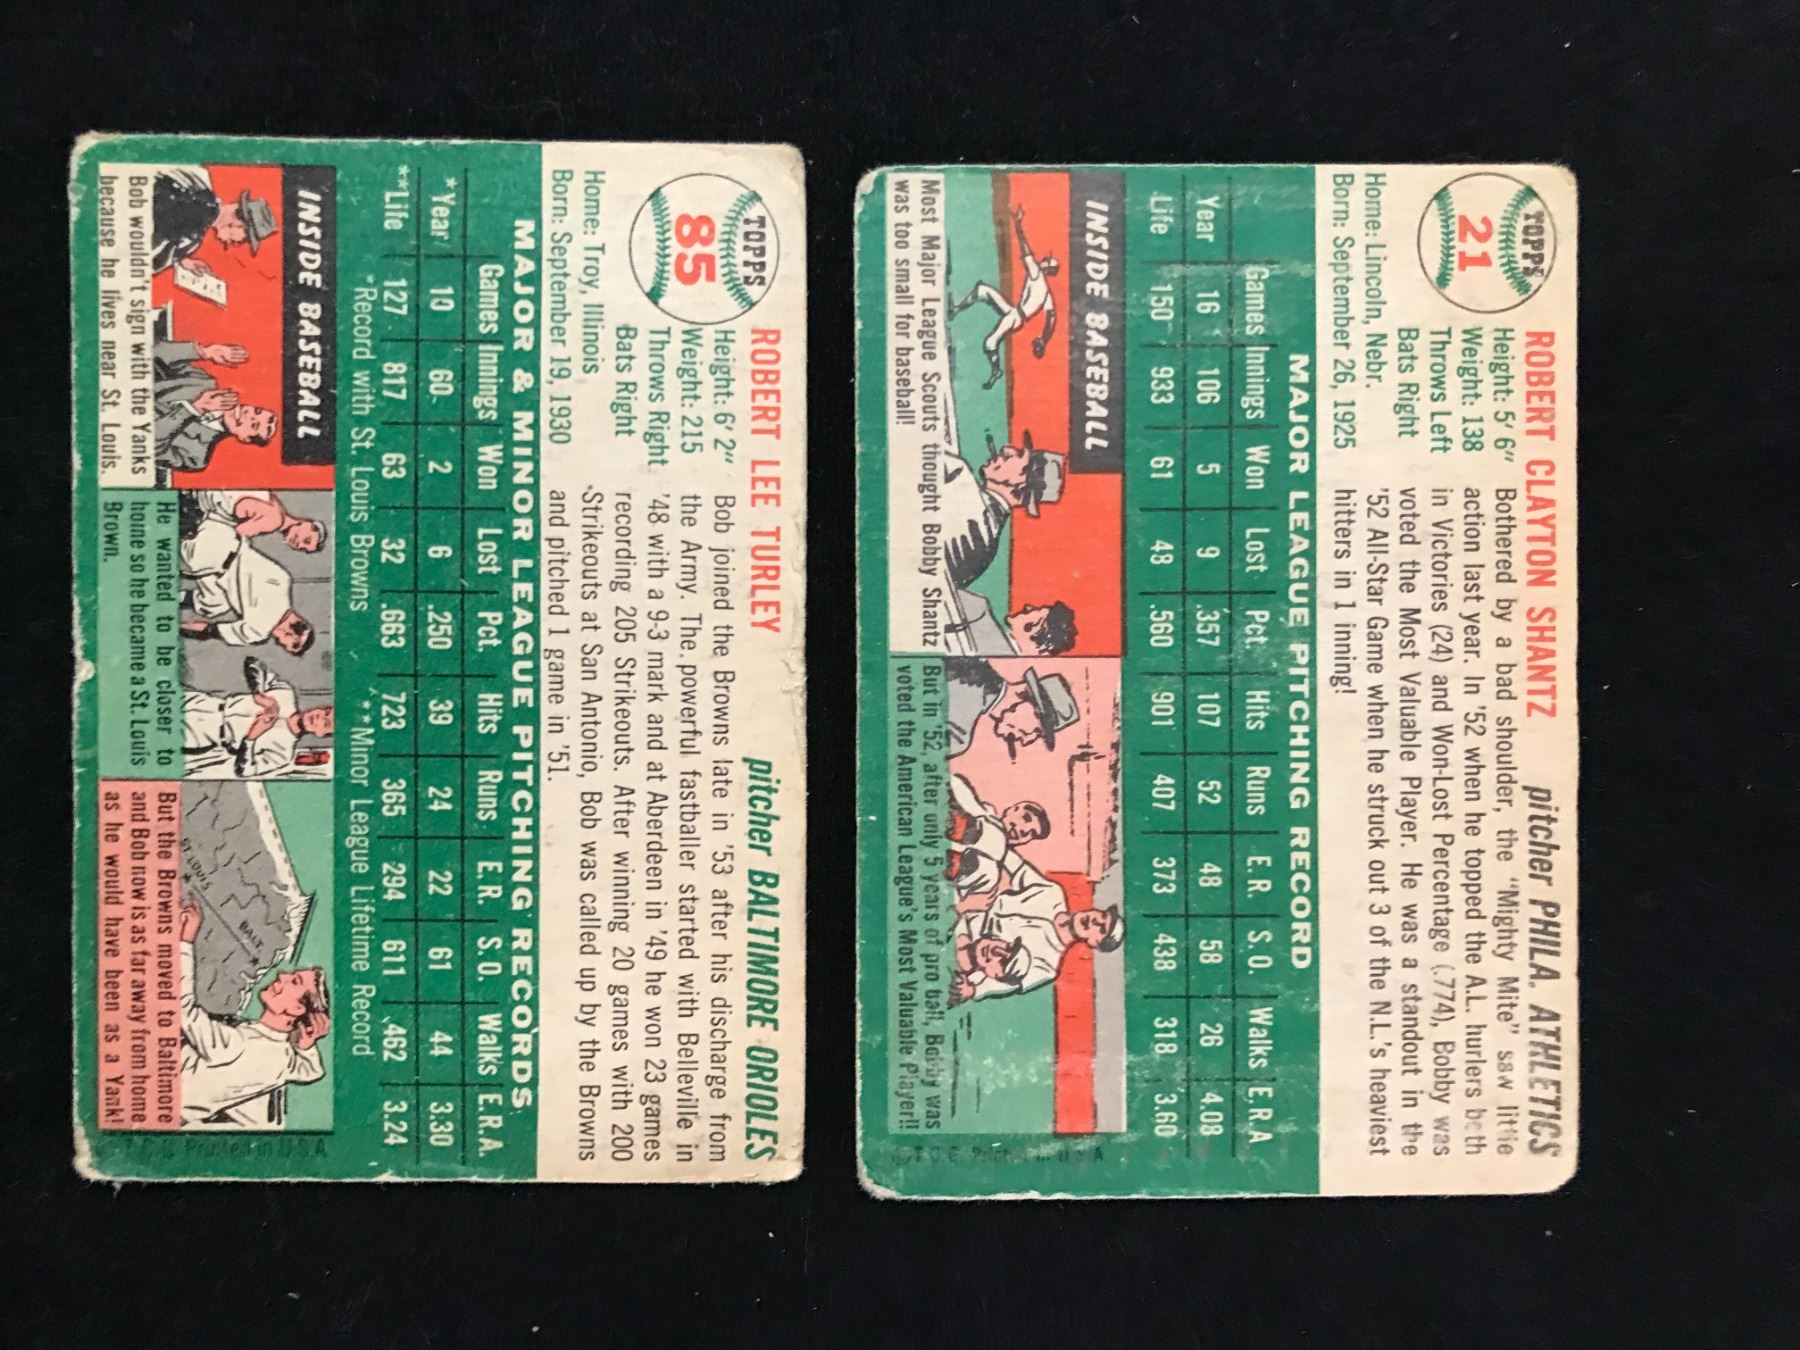 TOPPS
21
ROBERT CLAYTON SHANTZ
pitcher PHILA. ATHLETICS
Height: 5' 6"
Weight: 138
Throws Left
Bats Right
Home: Lincoln, Nebr.
Born: September 26, 1925
Bothered by a bad shoulder, the "Mighty Mite" saw little
action last year. In '52 when he topped the A.L. hurlers both
in Victories (24) and Won-Lost Percentage (.774), Bobby was
voted the Most Valuable Player. He was a standout in the
'52 All-Star Game when he struck out 3 of the N.L.'s heaviest
hitters in 1 inning!
MAJOR LEAGUE PITCHING RECORD
Games Innings Won Lost Pct. Hits Runs E.R. S.O. Walks E.R.A
Year 16 106 5 9 .357 107 52 48 58 26 4.08
Life 150 933 61 48 .560 901 407 373 438 318 3.60
INSIDE BASEBALL
Most Major League Scouts thought Bobby Shantz
was too small for baseball!
But in '52, after only 5 years of pro ball, Bobby was
voted the American League's Most Valuable Player!!
© T.C.G. Printed in U.S.A
TOPPS
85
ROBERT LEE TURLEY
pitcher BALTIMORE ORIOLES
Height: 6' 2"
Weight: 215
Throws Right
Bats Right
Home: Troy, Illinois
Born: September 19, 1930
Bob joined the Browns late in '53 after his discharge from
the Army. The powerful fastballer started with Belleville in
'48 with a 9-3 mark and at Aberdeen in '49 he won 23 games
recording 205 Strikeouts. After winning 20 games with 200
Strikeouts at San Antonio, Bob was called up by the Browns
and pitched 1 game in '51.
MAJOR & MINOR LEAGUE PITCHING RECORDS
Games Innings Won Lost Pct. Hits Runs E.R. S.O. Walks E.R.A.
*Year 10 60 2 6 .250 39 24 22 61 44 3.30
**Life 127 817 63 32 .663 723 365 294 611 462 3.24
*Record with St. Louis Browns **Minor League Lifetime Record
INSIDE BASEBALL
Bob wouldn't sign with the Yanks
because he lives near St. Louis.
He wanted to be closer to
home so he became a St. Louis
Brown.
ST. LOUIS
BALT.
But the Browns moved to Baltimore
and Bob now is as far away from home
as he would have been as a Yank!
T.C.G. Printed in U.S.A